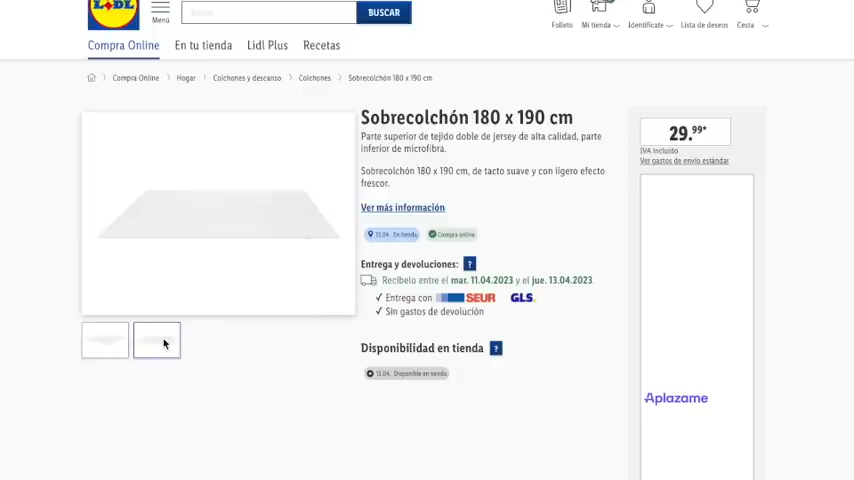 LIDL
Menú
BUSCAR
Folleto
Mi tienda
Identifícate
Lista de deseos
Cesta
Compra Online
En tu tienda
Lidl Plus
Recetas
Compra Online
Hogar
Colchones y descanso
Colchones
Sobrecolchón 180 x 190 cm
Sobrecolchón 180 x 190 cm
Parte superior de tejido doble de jersey de alta calidad, parte
inferior de microfibra.
Sobrecolchón 180 x 190 cm, de tacto suave y con ligero efecto
frescor.
Ver más información
13.04. En tienda
Compra online
Entrega y devoluciones: ?
Recíbelo entre el mar. 11.04.2023 y el jue. 13.04.2023.
✓ Entrega con SEUR GLS.
✓ Sin gastos de devolución
Disponibilidad en tienda ?
13.04. Disponible en tienda
29.99*
IVA incluido
Ver gastos de envío estándar
Aplazame